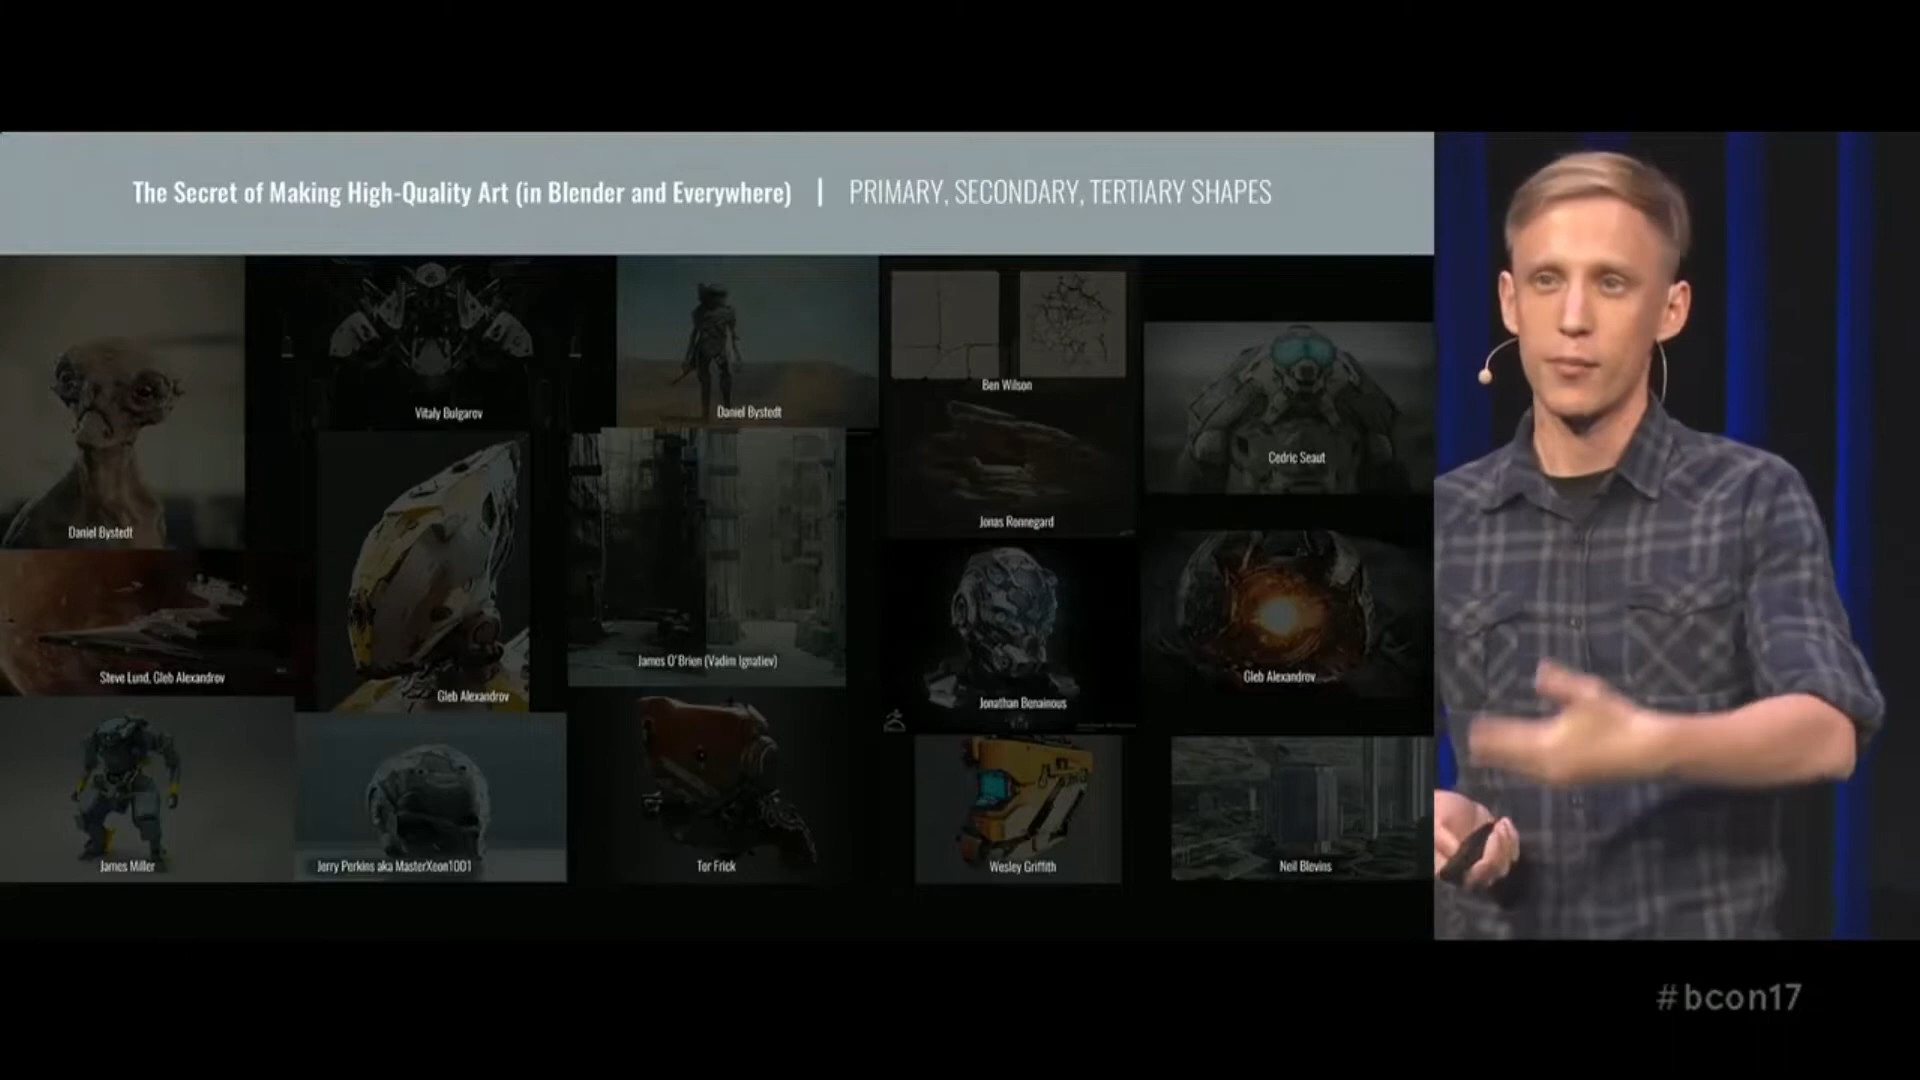 The Secret of Making High-Quality Art (in Blender and Everywhere) | PRIMARY, SECONDARY, TERTIARY SHAPES
Ben Wilson
Vitaly Bulgarov
Daniel Bystedt
Cedric Seaut
Daniel Bystedt
Jonas Ronnegard
Steve Lund, Gleb Alexandrov
Gleb Alexandrov
James O'Brien (Vadim Ignatiev)
Jonathan Benainous
Gleb Alexandrov
James Miller
Jerry Perkins aka MasterXeon1001
Tor Frick
Wesley Griffith
Neil Blevins
#bcon17